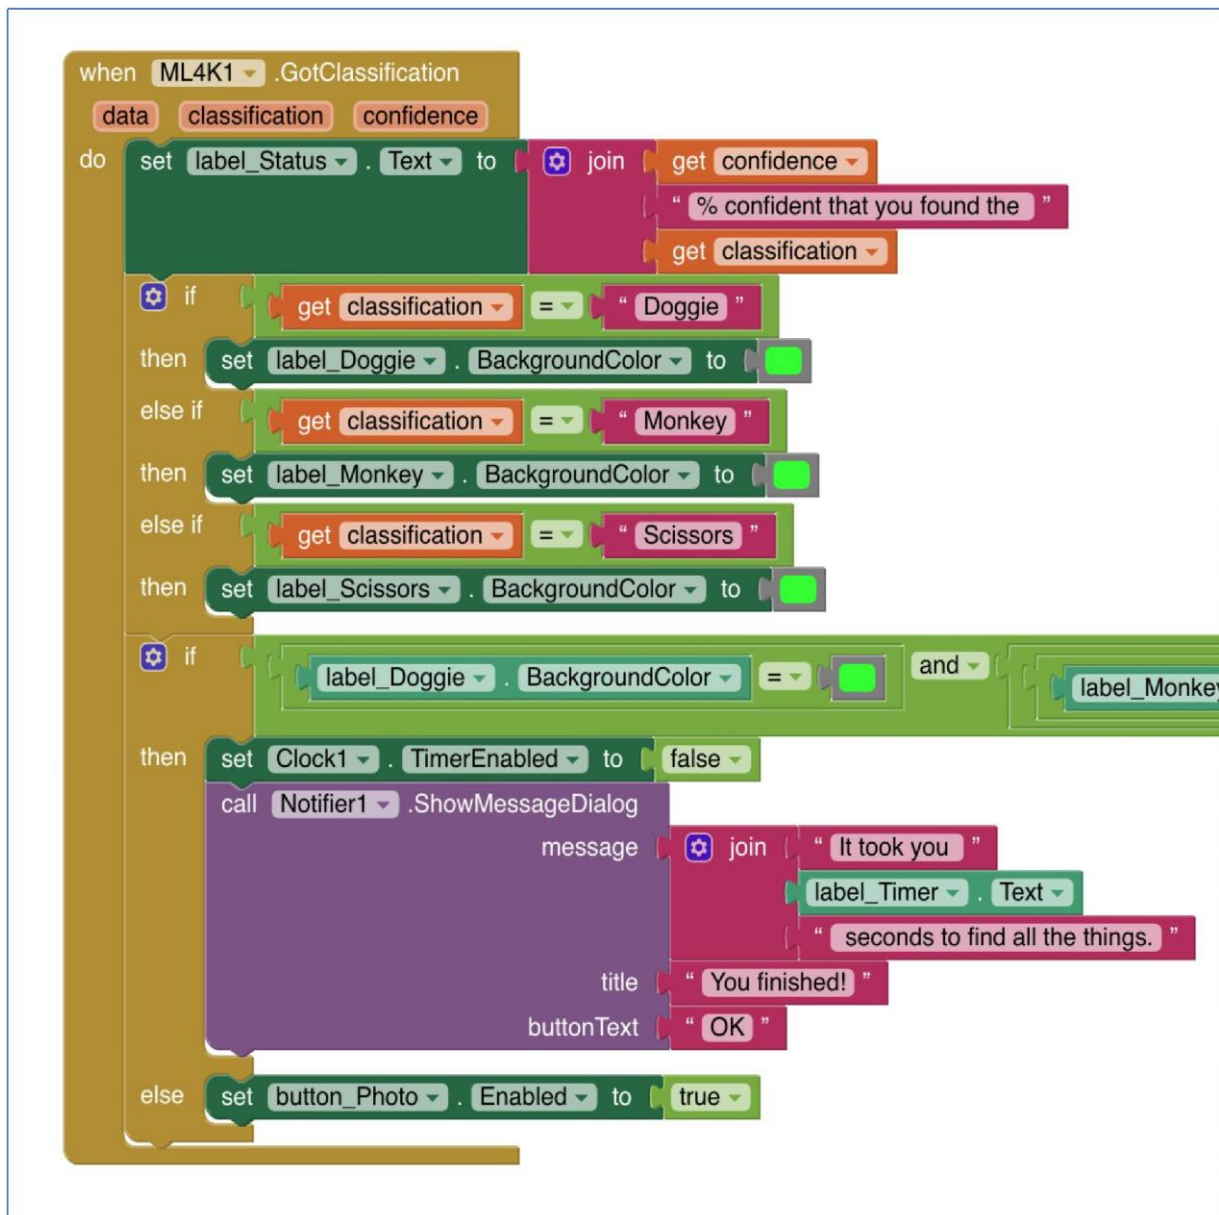 when ML4K1 .GotClassification
data classification confidence
do set label_Status . Text to join get confidence
“ % confident that you found the ”
get classification
if get classification = “ Doggie ”
then set label_Doggie . BackgroundColor to
else if get classification = “ Monkey ”
then set label_Monkey . BackgroundColor to
else if get classification = “ Scissors ”
then set label_Scissors . BackgroundColor to
if label_Doggie . BackgroundColor = and label_Monkey
then set Clock1 . TimerEnabled to false
call Notifier1 .ShowMessageDialog
message join “ It took you ”
label_Timer . Text
“ seconds to find all the things. ”
title “ You finished! ”
buttonText “ OK ”
else set button_Photo . Enabled to true